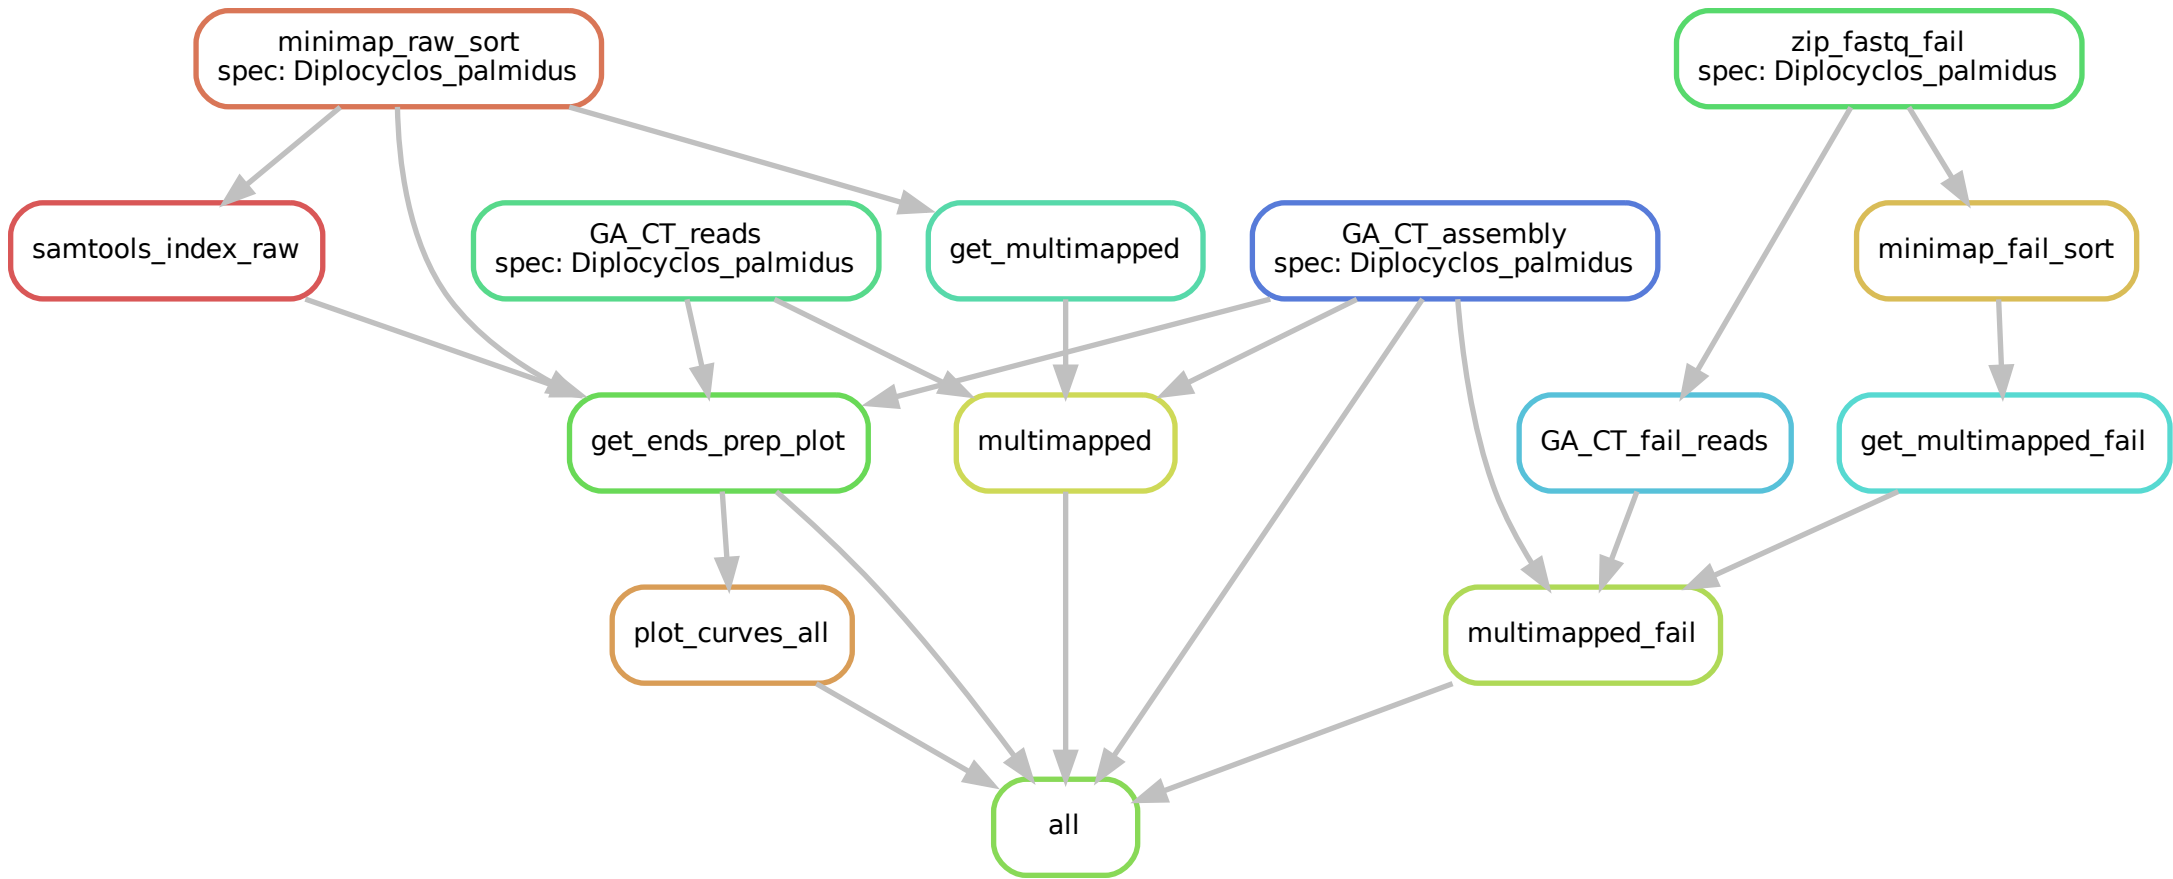 minimap_raw_sort
spec: Diplocyclos_palmidus
zip_fastq_fail
spec: Diplocyclos_palmidus
samtools_index_raw
GA_CT_reads
spec: Diplocyclos_palmidus
get_multimapped
GA_CT_assembly
spec: Diplocyclos_palmidus
minimap_fail_sort
get_ends_prep_plot
multimapped
GA_CT_fail_reads
get_multimapped_fail
plot_curves_all
multimapped_fail
all